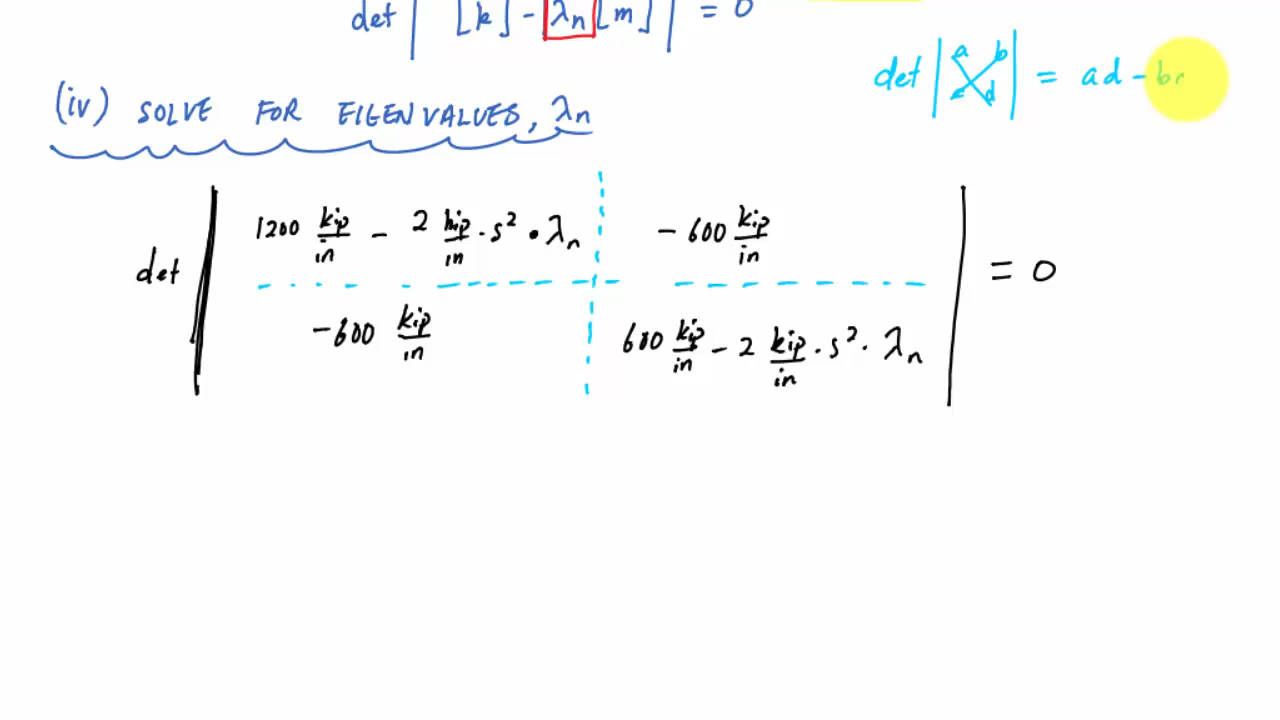 det | [k] - λn [m] | = 0
det | a b c d | = ad - bc
(iv) SOLVE FOR EIGENVALUES, λn
det | 1200 kip/in - 2 kip/in · s² · λn   - 600 kip/in | = 0
-600 kip/in   600 kip/in - 2 kip/in · s² · λn